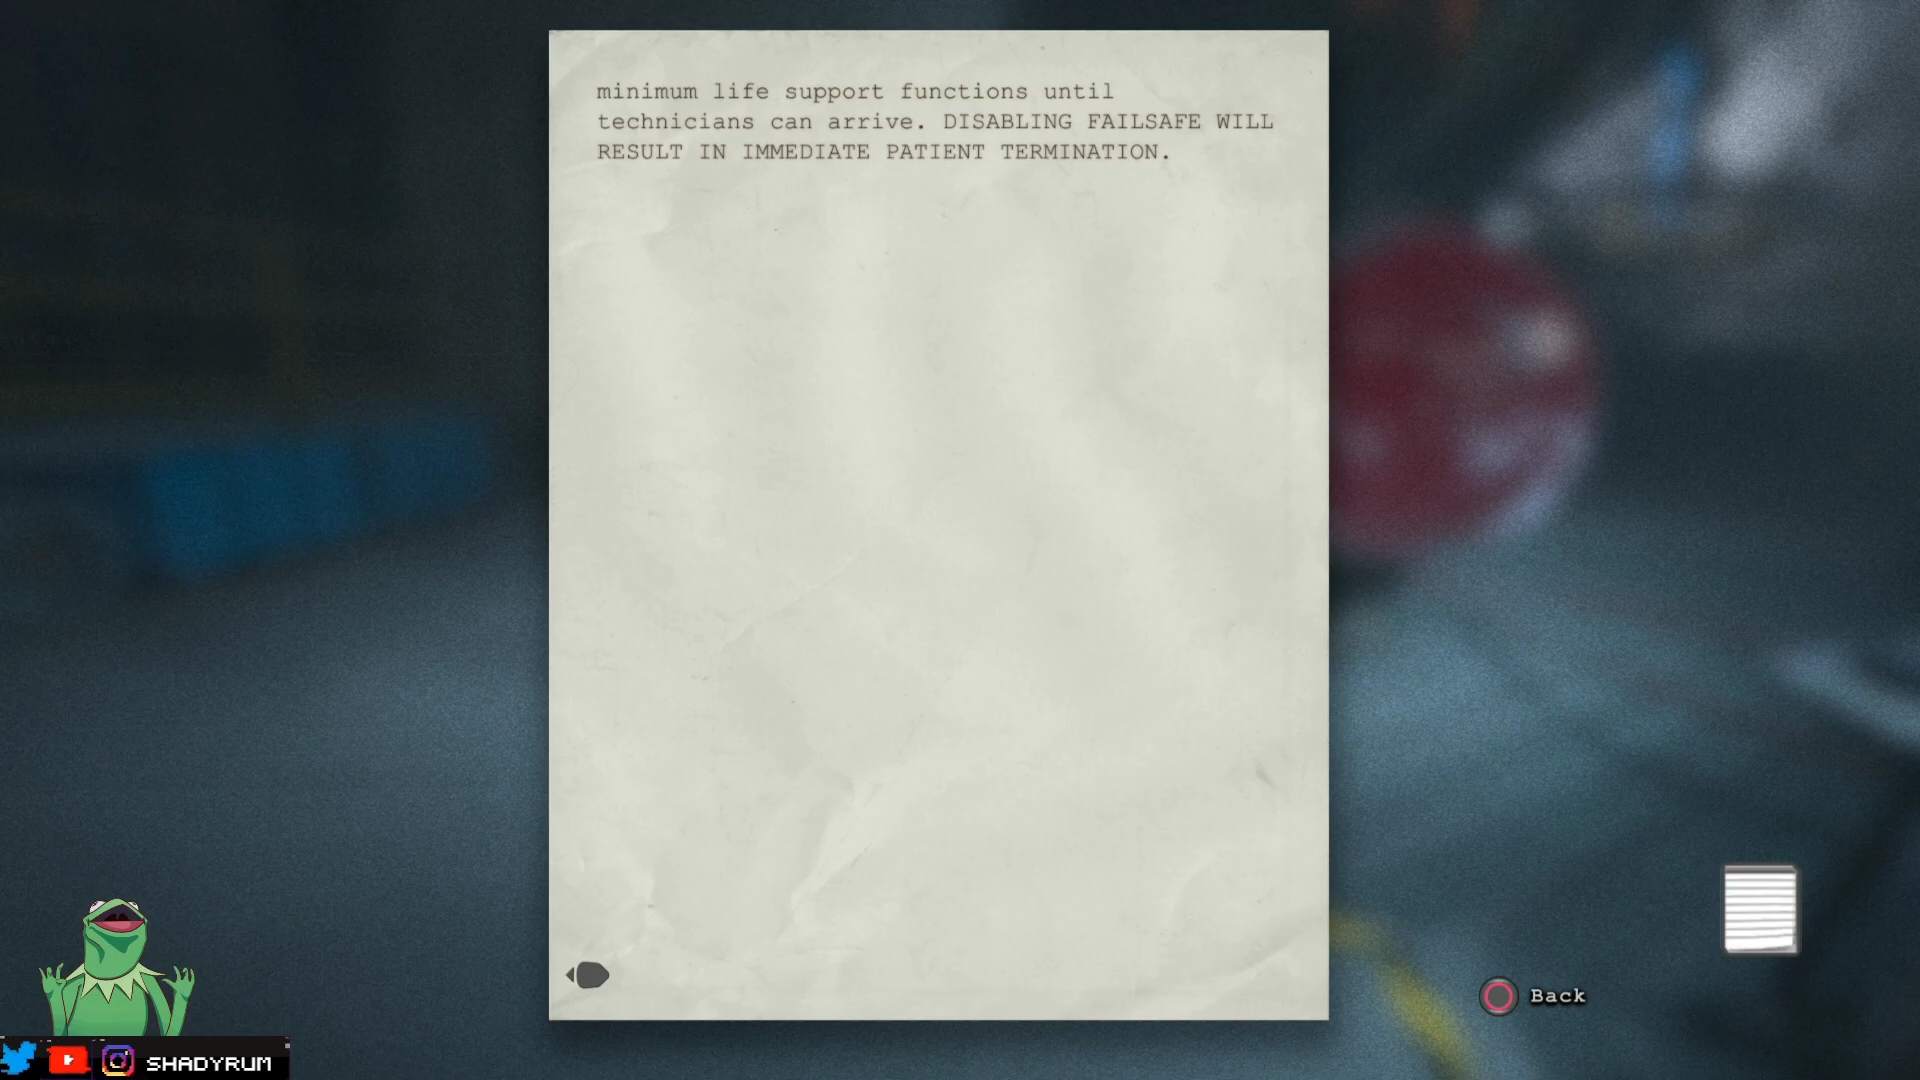 minimum life support functions until
technicians can arrive. DISABLING FAILSAFE WILL
RESULT IN IMMEDIATE PATIENT TERMINATION.
Back
SHADYRUM